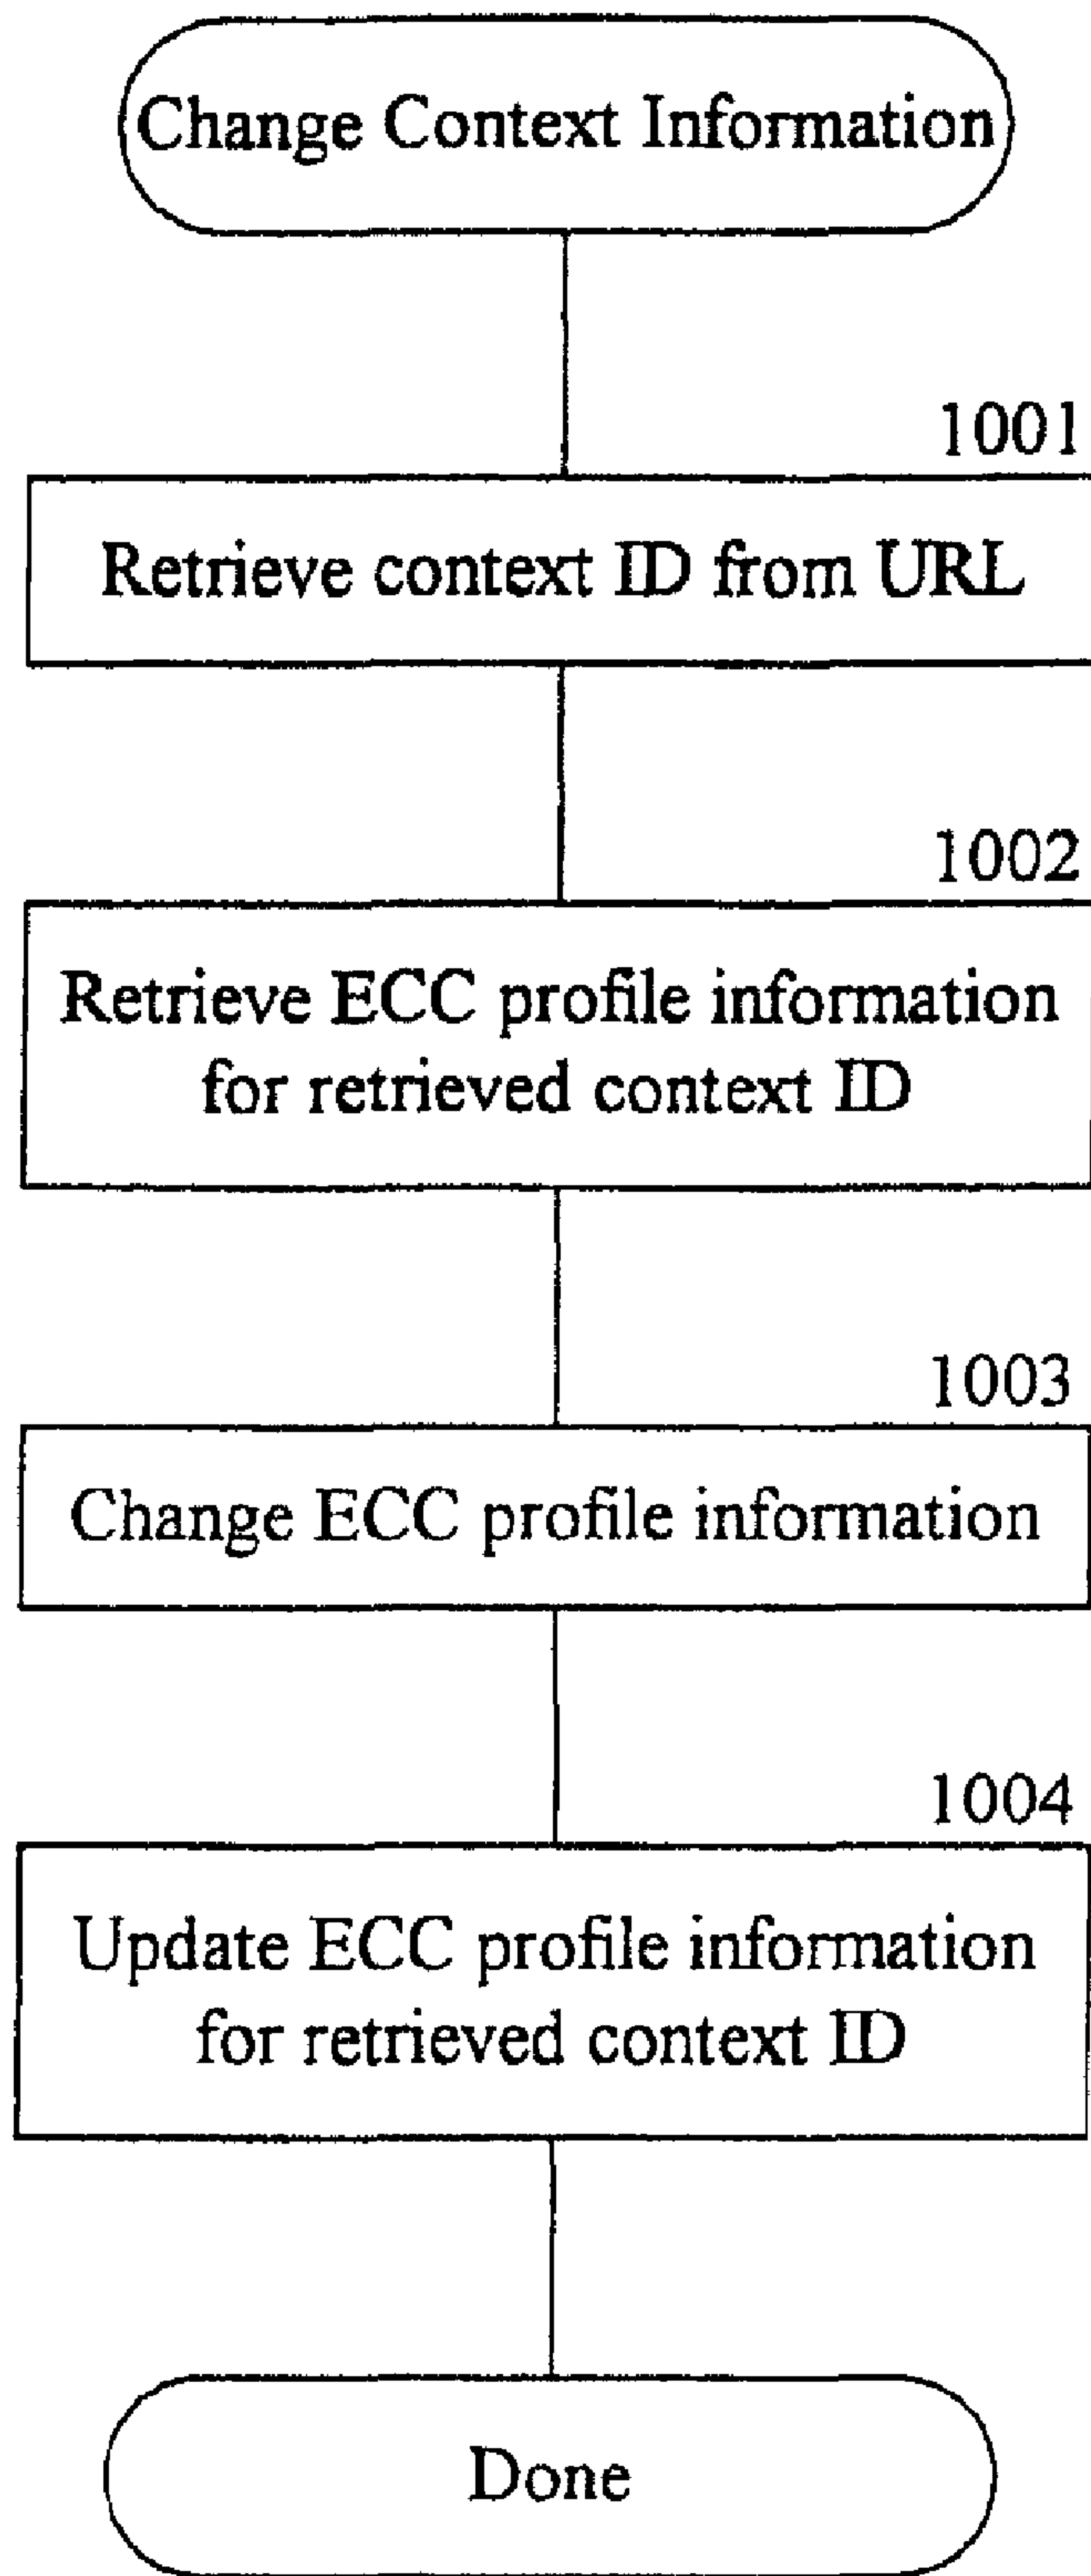 Change Context Information
1001
Retrieve context ID from URL
1002
Retrieve ECC profile information
for retrieved context ID
1003
Change ECC profile information
1004
Update ECC profile information
for retrieved context ID
Done